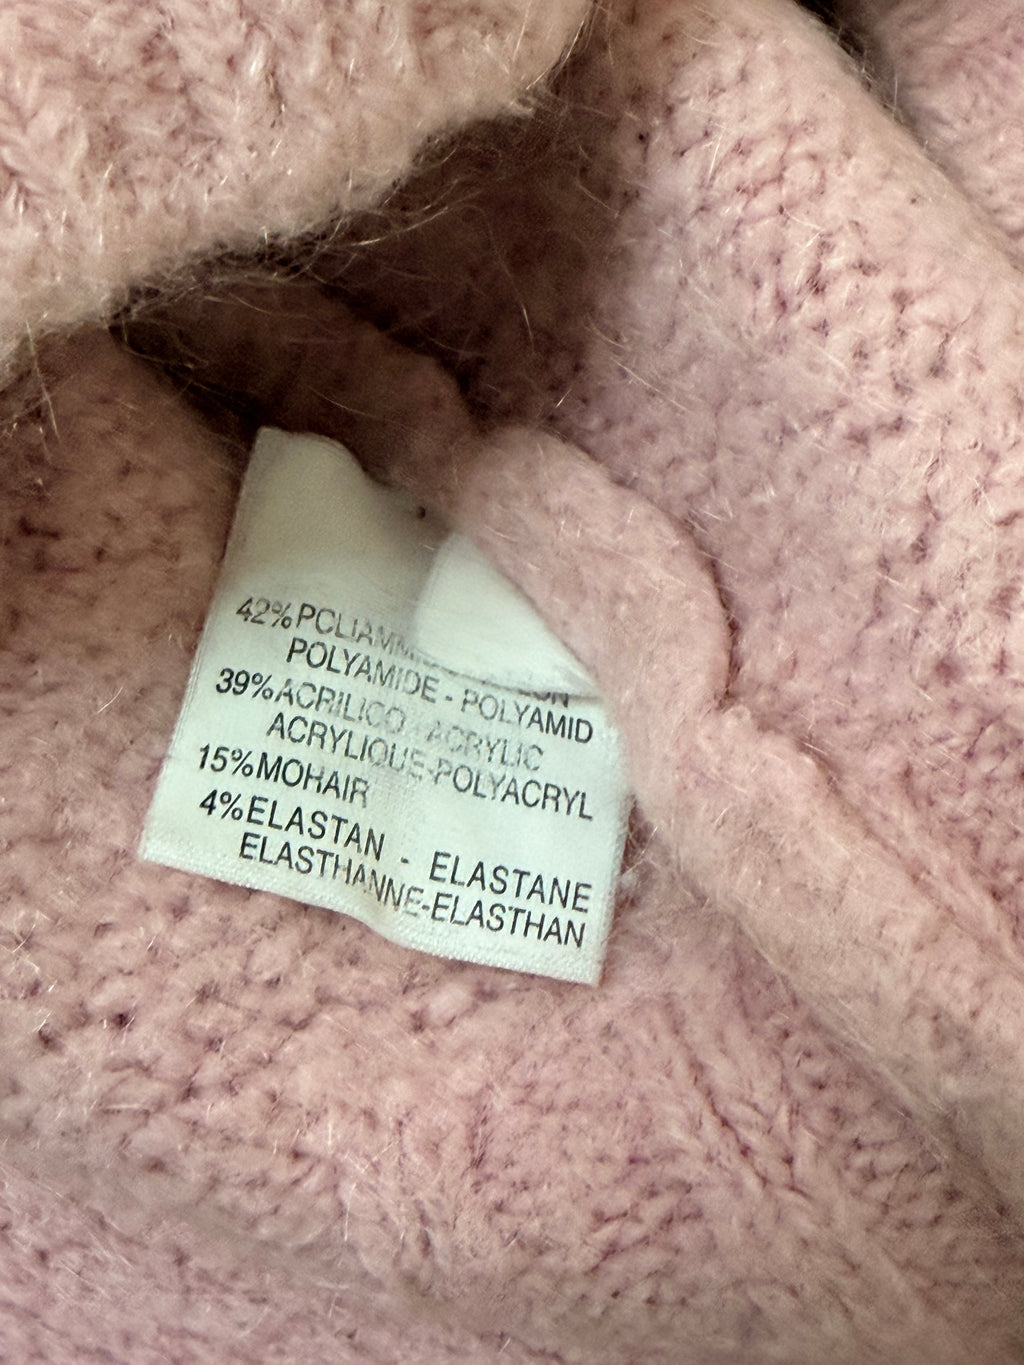 42%
POLYAMIDE - POLYAMID
39%ACRILICO - ACRYLIC
ACRYLIQUE-POLYACRYL
15%MOHAIR
4%ELASTAN - ELASTANE
ELASTHANNE-ELASTHAN